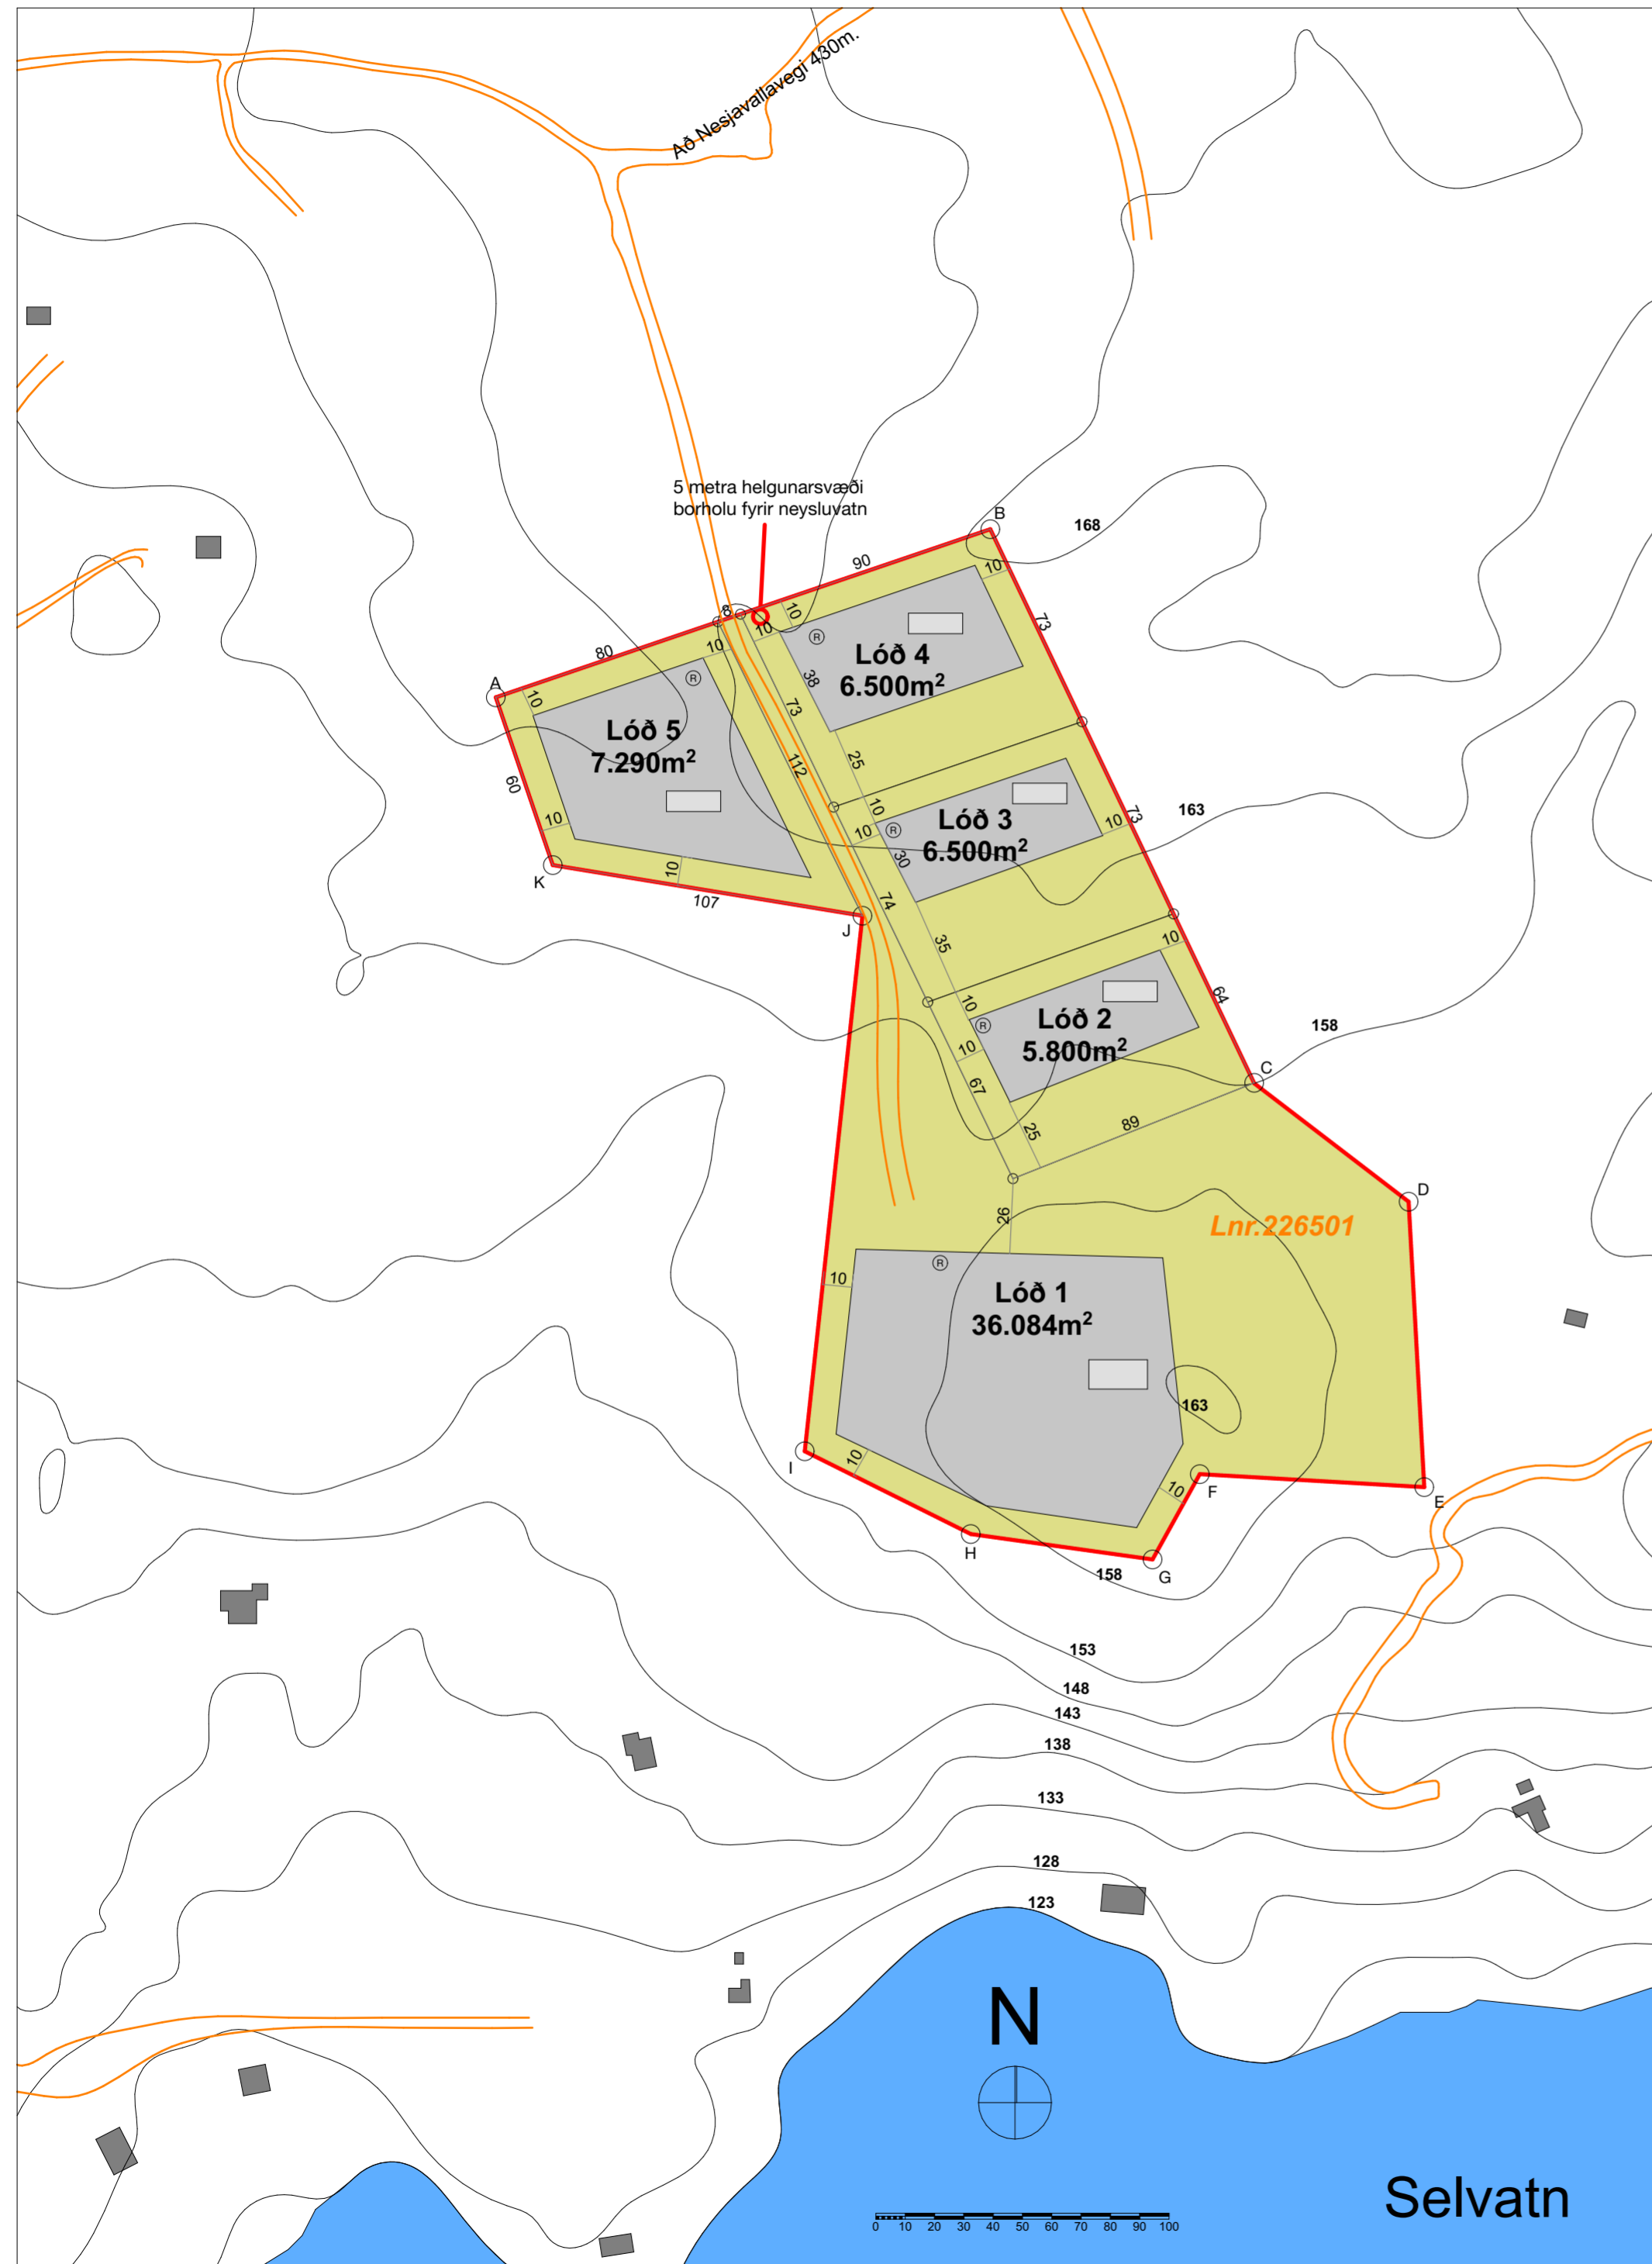 Að Nesjavallavegi 430m.
5 metra helgunarsvæði
borholu fyrir neysluvatn
B
168
90
10
8
10
10
73
80
10
R
Lóð 4
6.500m²
A
10
R
38
73
Lóð 5
7.290m²
112
25
60
10
10
10
R
Lóð 3
6.500m²
10
73
163
10
30
K
107
J
74
35
10
10
R
Lóð 2
5.800m²
64
158
10
67
C
25
89
D
26
Lnr.226501
R
10
Lóð 1
36.084m²
163
I
10
10
F
E
H
G
158
153
148
143
138
133
128
123
N
Selvatn
0 10 20 30 40 50 60 70 80 90 100